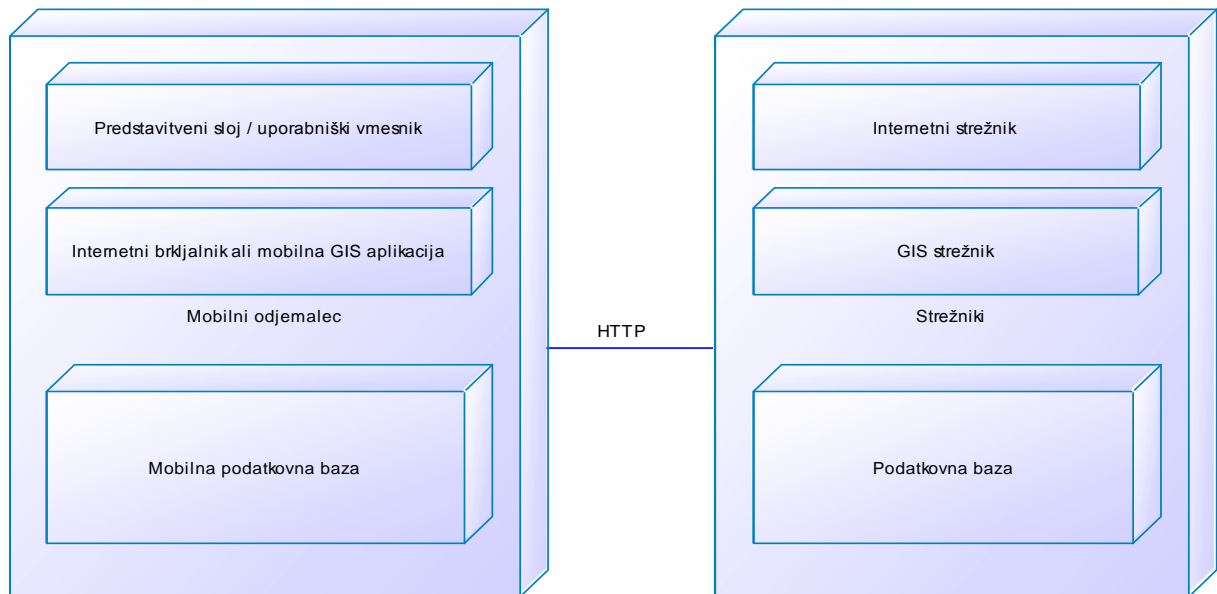 Predstavitveni sloj / uporabniški vmesnik
Internetni brkljalnik ali mobilna GIS aplikacija
Mobilni odjemalec
Mobilna podatkovna baza
HTTP
Internetni strežnik
GIS strežnik
Strežniki
Podatkovna baza